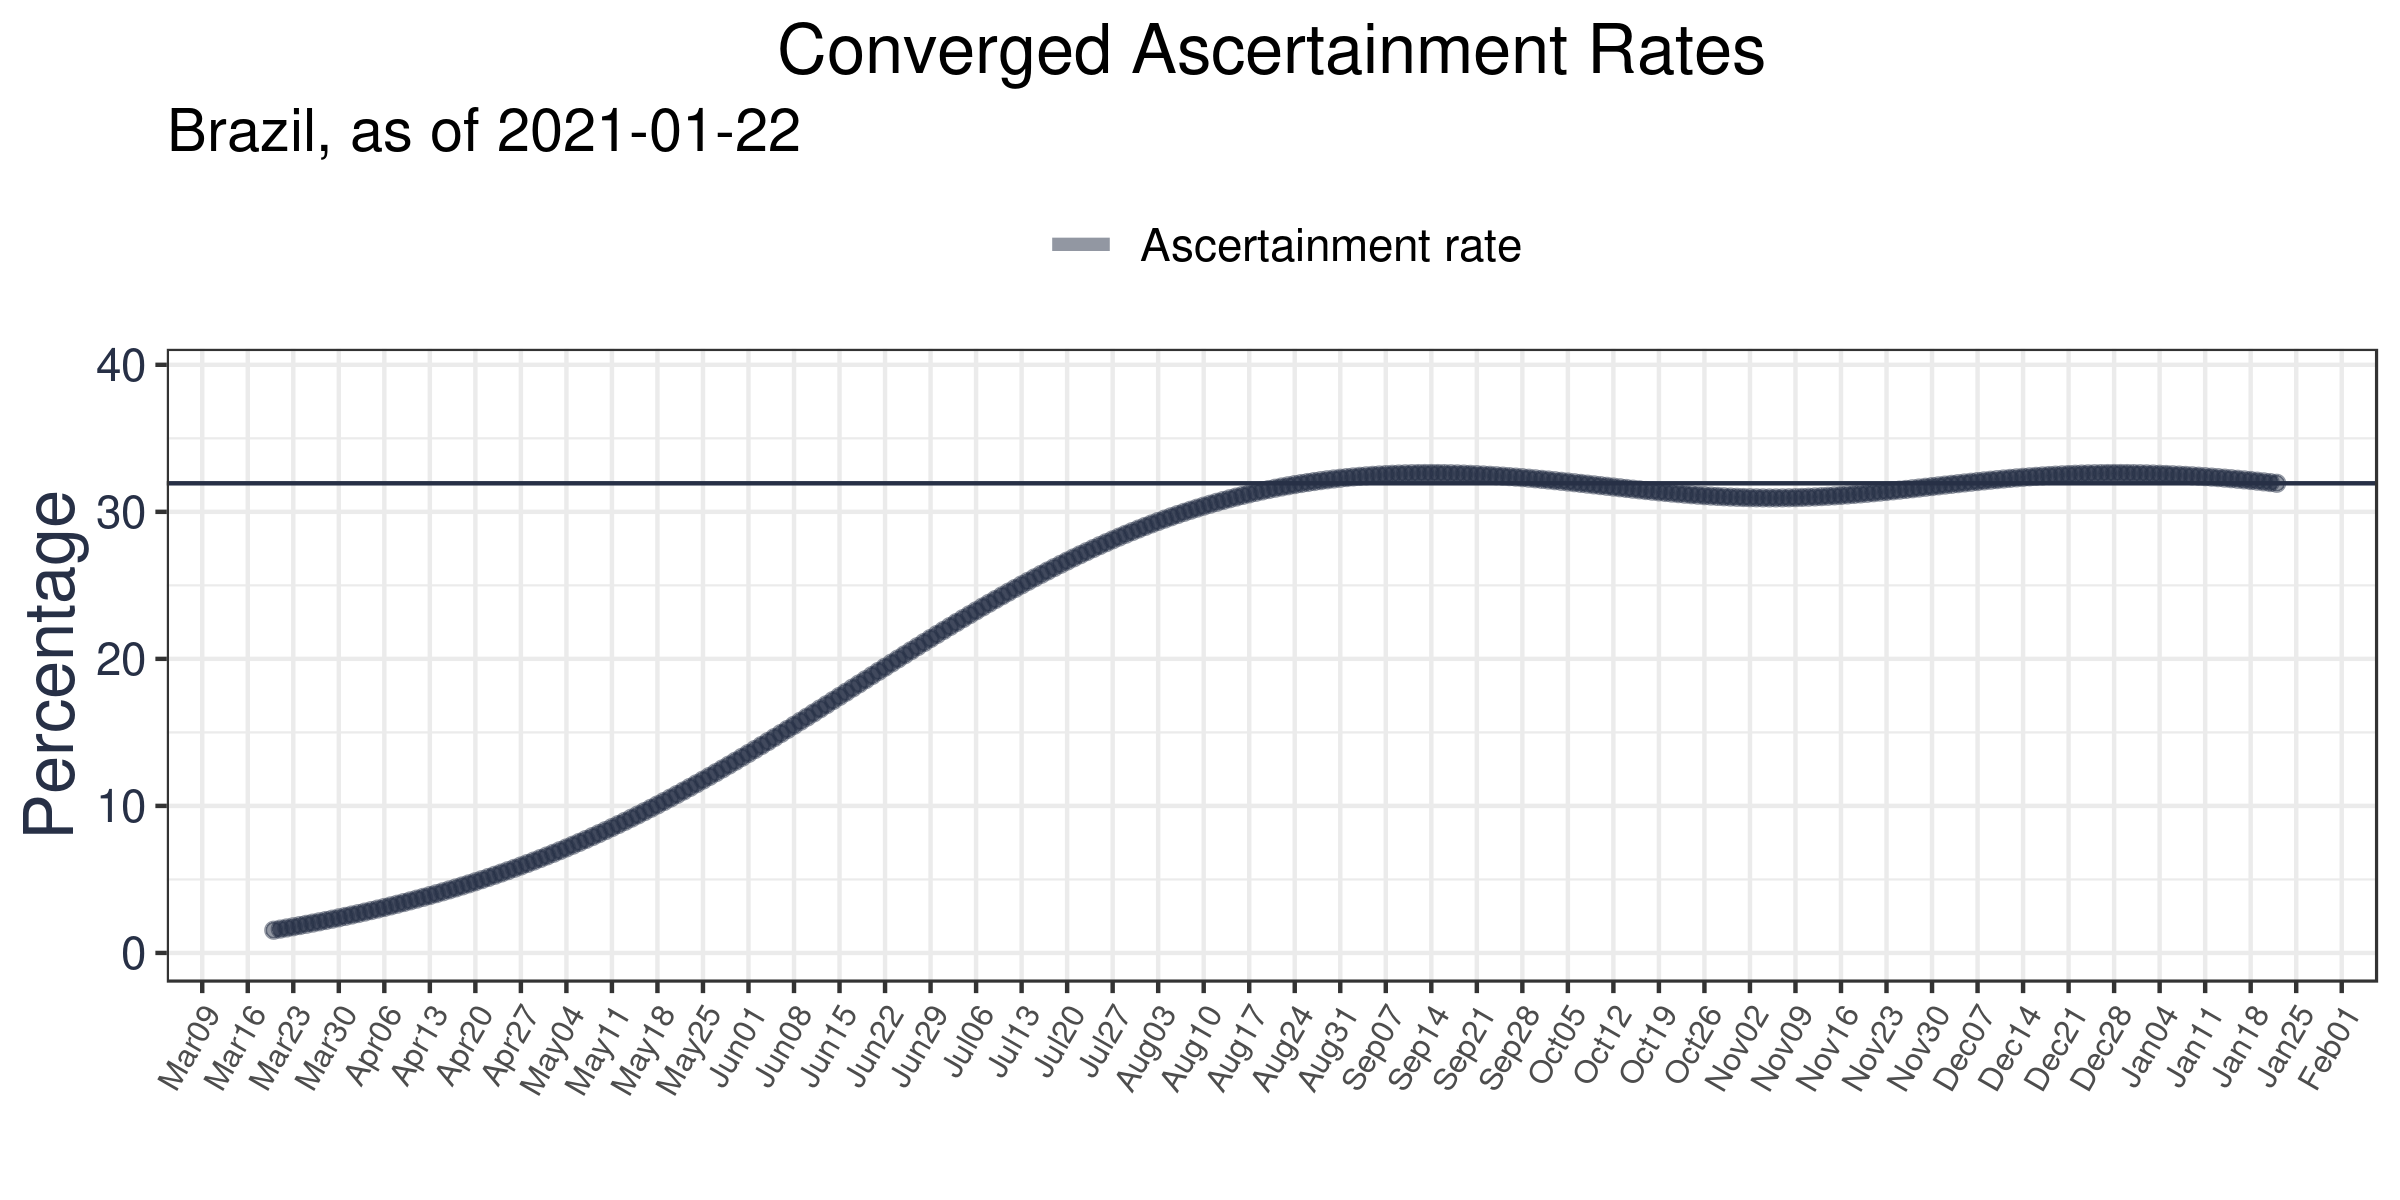 Converged Ascertainment Rates
Brazil, as of 2021-01-22
Ascertainment rate
Percentage
40
30
20
10
0
Mar09 Mar16 Mar23 Mar30 Apr06 Apr13 Apr20 Apr27 May04 May11 May18 May25 Jun01 Jun08 Jun15 Jun22 Jun29 Jul06 Jul13 Jul20 Jul27 Aug03 Aug10 Aug17 Aug24 Aug31 Sep07 Sep14 Sep21 Sep28 Oct05 Oct12 Oct19 Oct26 Nov02 Nov09 Nov16 Nov23 Nov30 Dec07 Dec14 Dec21 Dec28 Jan04 Jan11 Jan18 Jan25 Feb01